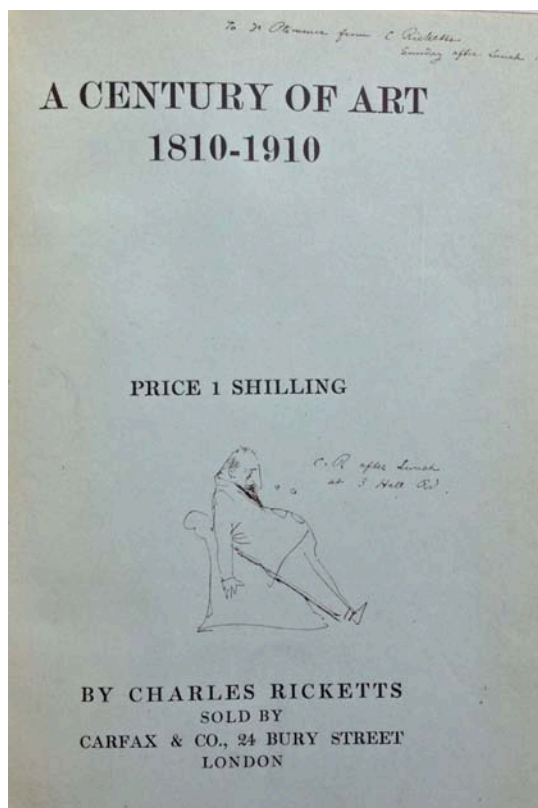 To from C Ricketts
Sunday after Lunch
A CENTURY OF ART
1810-1910
PRICE 1 SHILLING
C.R after Lunch
at 3 Hall Rd.
BY CHARLES RICKETTS
SOLD BY
CARFAX & CO., 24 BURY STREET
LONDON